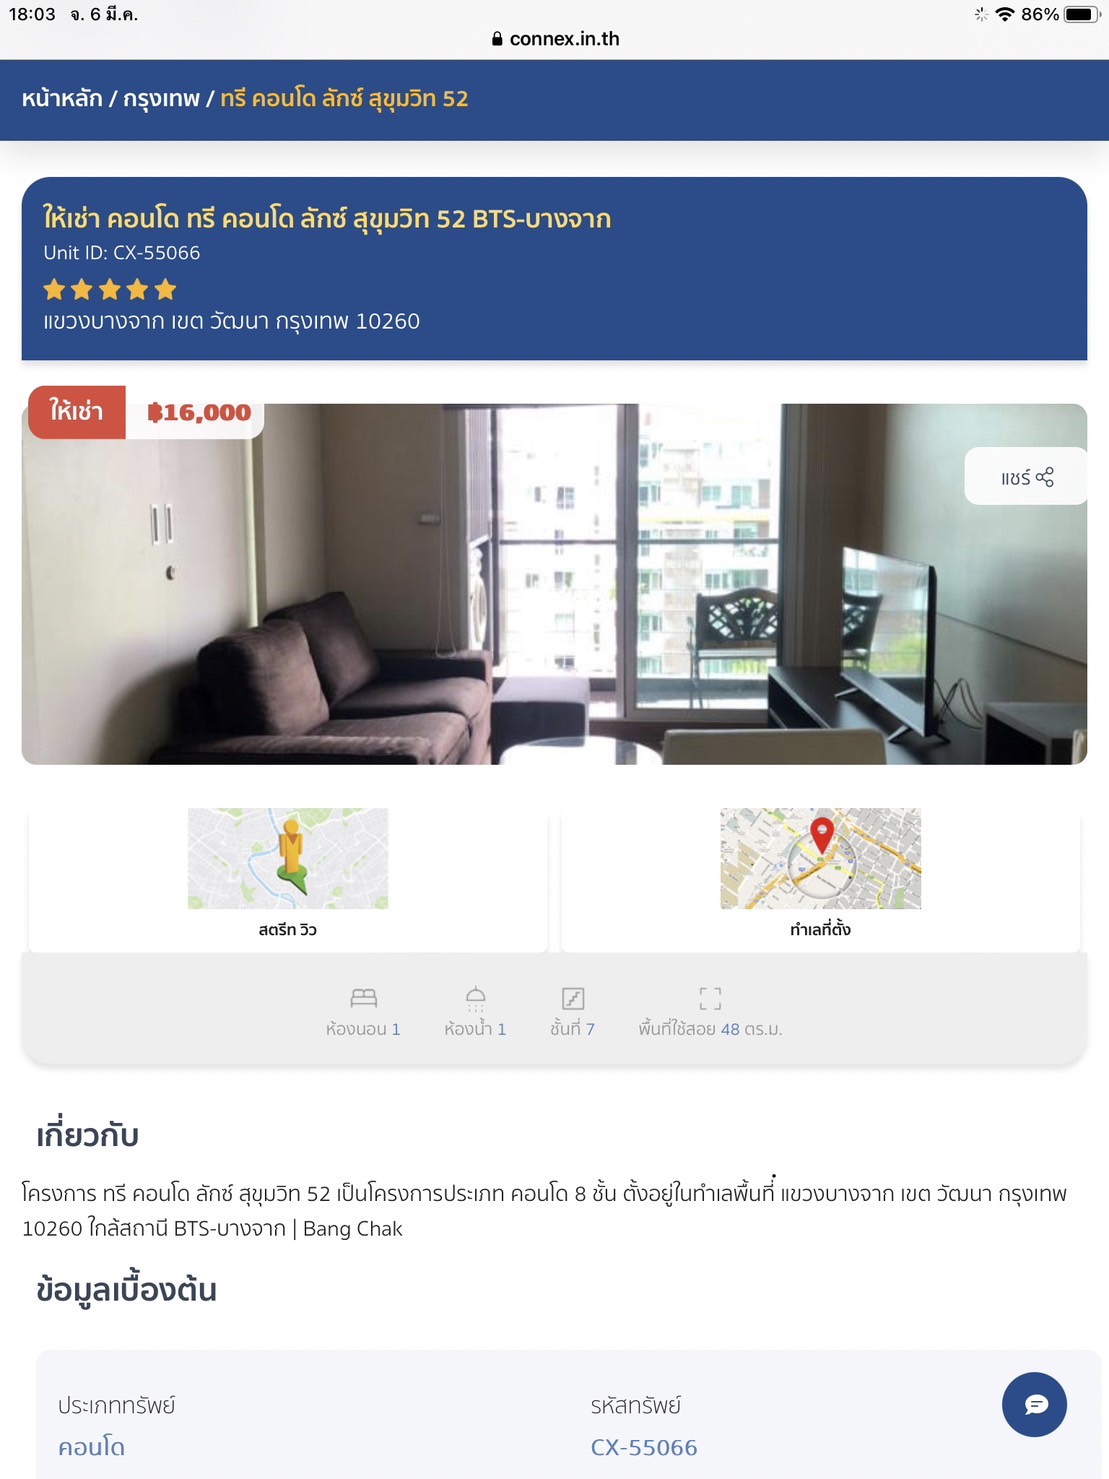 18:03 จ. 6 มี.ค.
86%
connex.in.th
หน้าหลัก / กรุงเทพ / ทรี คอนโด ลักซ์ สุขุมวิท 52
ให้เช่า คอนโด ทรี คอนโด ลักซ์ สุขุมวิท 52 BTS-บางจาก
Unit ID: CX-55066
แขวงบางจาก เขต วัฒนา กรุงเทพ 10260
ให้เช่า ฿16,000
แชร์
สตรีท วิว
ทำเลที่ตั้ง
ห้องนอน 1 ห้องน้ำ 1 ชั้นที่ 7 พื้นที่ใช้สอย 48 ตร.ม.
เกี่ยวกับ
โครงการ ทรี คอนโด ลักซ์ สุขุมวิท 52 เป็นโครงการประเภท คอนโด 8 ชั้น ตั้งอยู่ในทำเลพื้นที่ แขวงบางจาก เขต วัฒนา กรุงเทพ
10260 ใกล้สถานี BTS-บางจาก | Bang Chak
ข้อมูลเบื้องต้น
ประเภททรัพย์ รหัสทรัพย์
คอนโด CX-55066